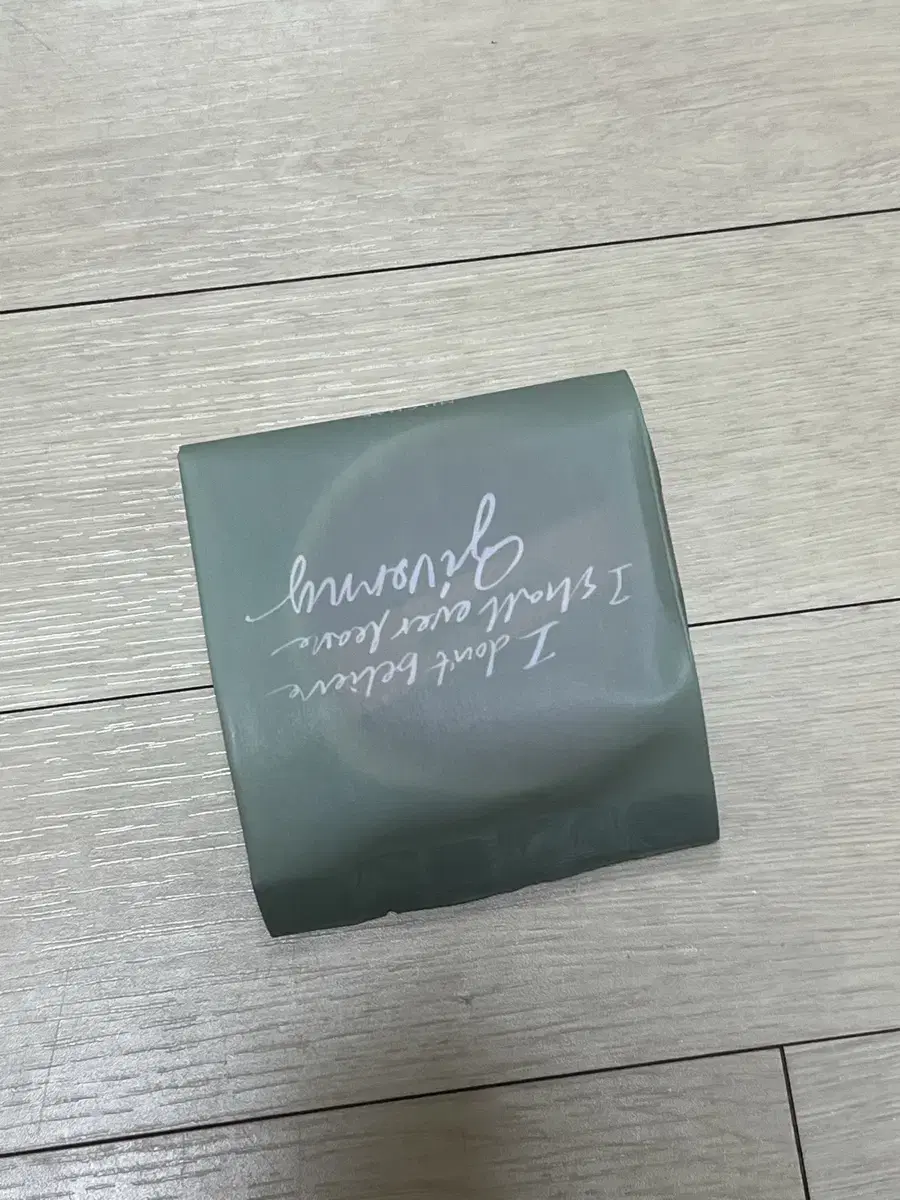 I don't believe
I shall ever leave
Giverny